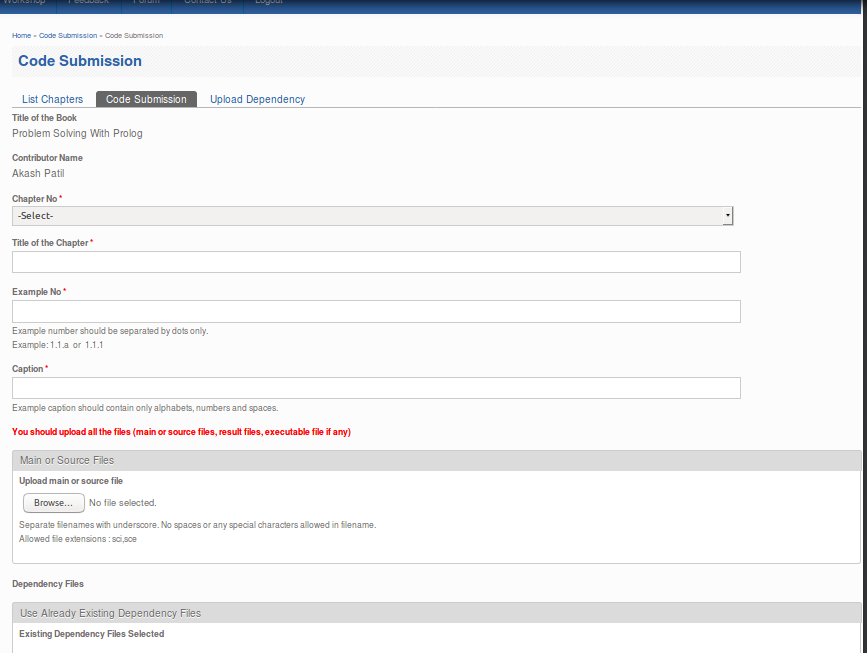 Workshop Feedback Forum Contact Us Logout
Home » Code Submission » Code Submission
Code Submission
List Chapters Code Submission Upload Dependency
Title of the Book
Problem Solving With Prolog
Contributor Name
Akash Patil
Chapter No *
-Select-
Title of the Chapter *
Example No *
Example number should be separated by dots only.
Example: 1.1.a or 1.1.1
Caption *
Example caption should contain only alphabets, numbers and spaces.
You should upload all the files (main or source files, result files, executable file if any)
Main or Source Files
Upload main or source file
Browse... No file selected.
Separate filenames with underscore. No spaces or any special characters allowed in filename.
Allowed file extensions : sci,sce
Dependency Files
Use Already Existing Dependency Files
Existing Dependency Files Selected